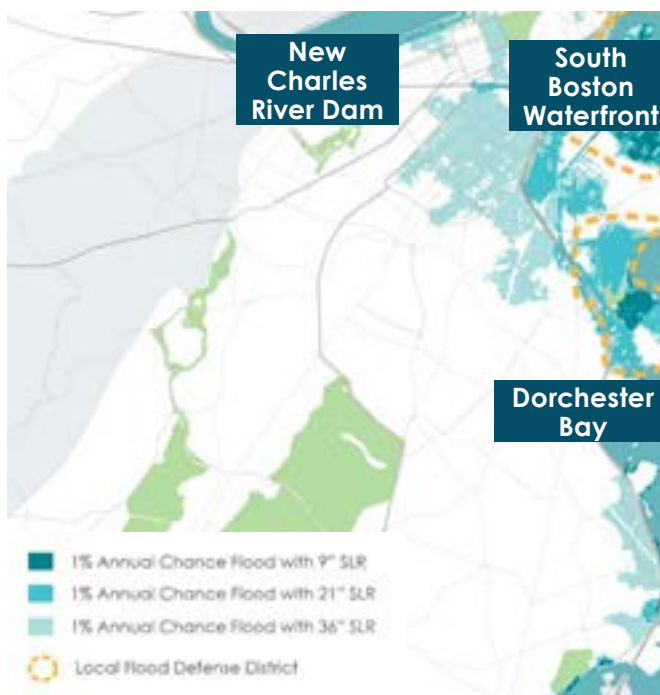 New
Charles
River Dam
South
Boston
Waterfront
Dorchester
Bay
1% Annual Chance Flood with 9" SLR
1% Annual Chance Flood with 21" SLR
1% Annual Chance Flood with 36" SLR
Local Flood Defense District